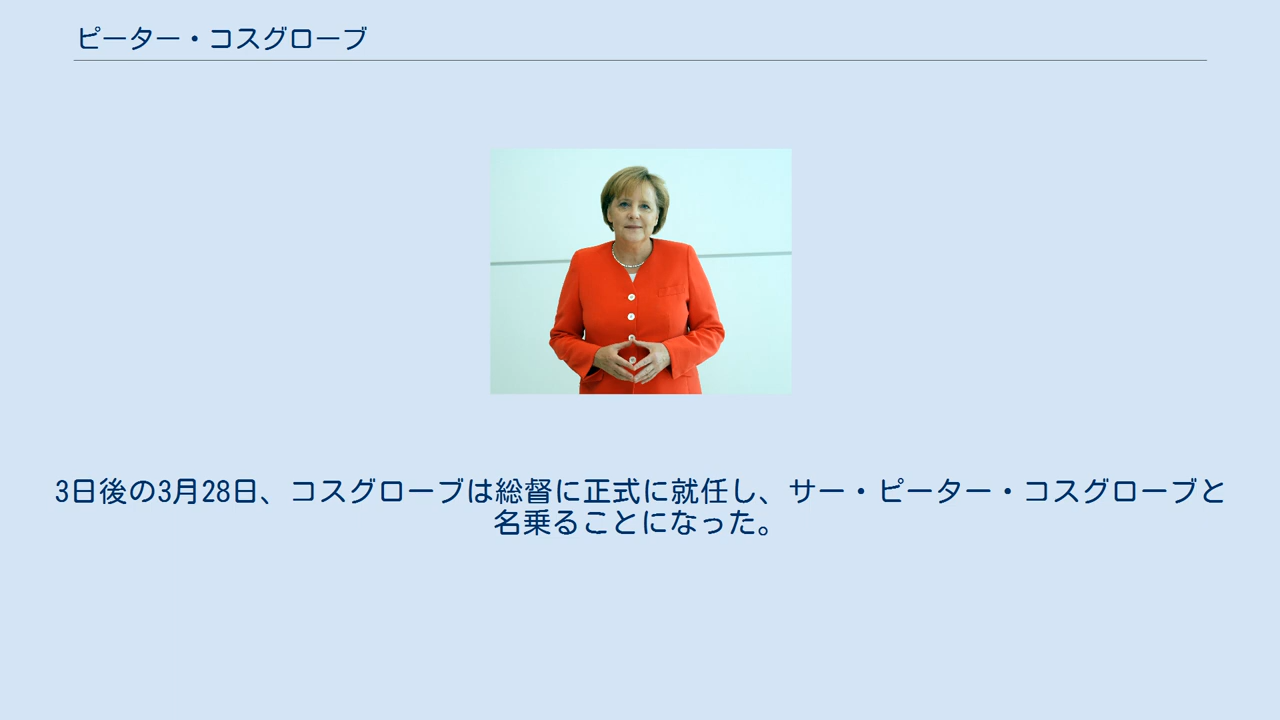 ピーター・コスグローブ
3日後の3月28日、コスグローブは総督に正式に就任し、サー・ピーター・コスグローブと
名乗ることになった。